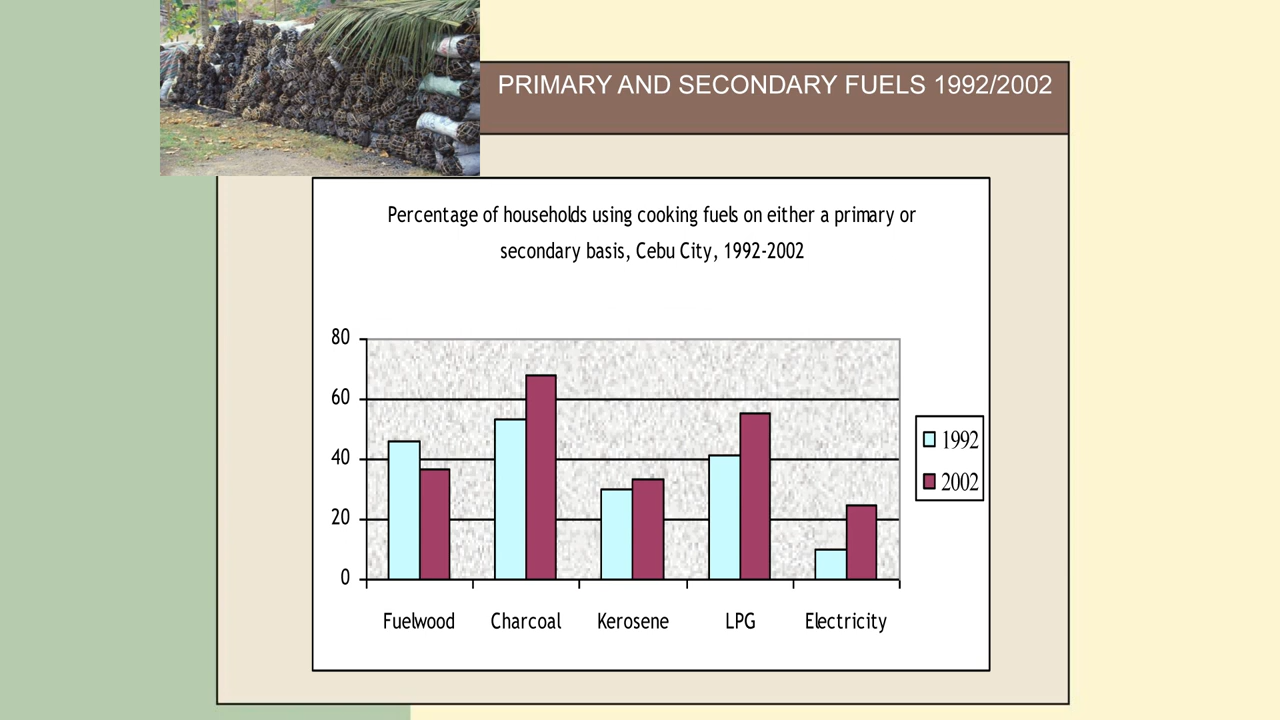 PRIMARY AND SECONDARY FUELS 1992/2002
Percentage of households using cooking fuels on either a primary or
secondary basis, Cebu City, 1992-2002
80
60
40
20
0
Fuelwood Charcoal Kerosene LPG Electricity
1992
2002